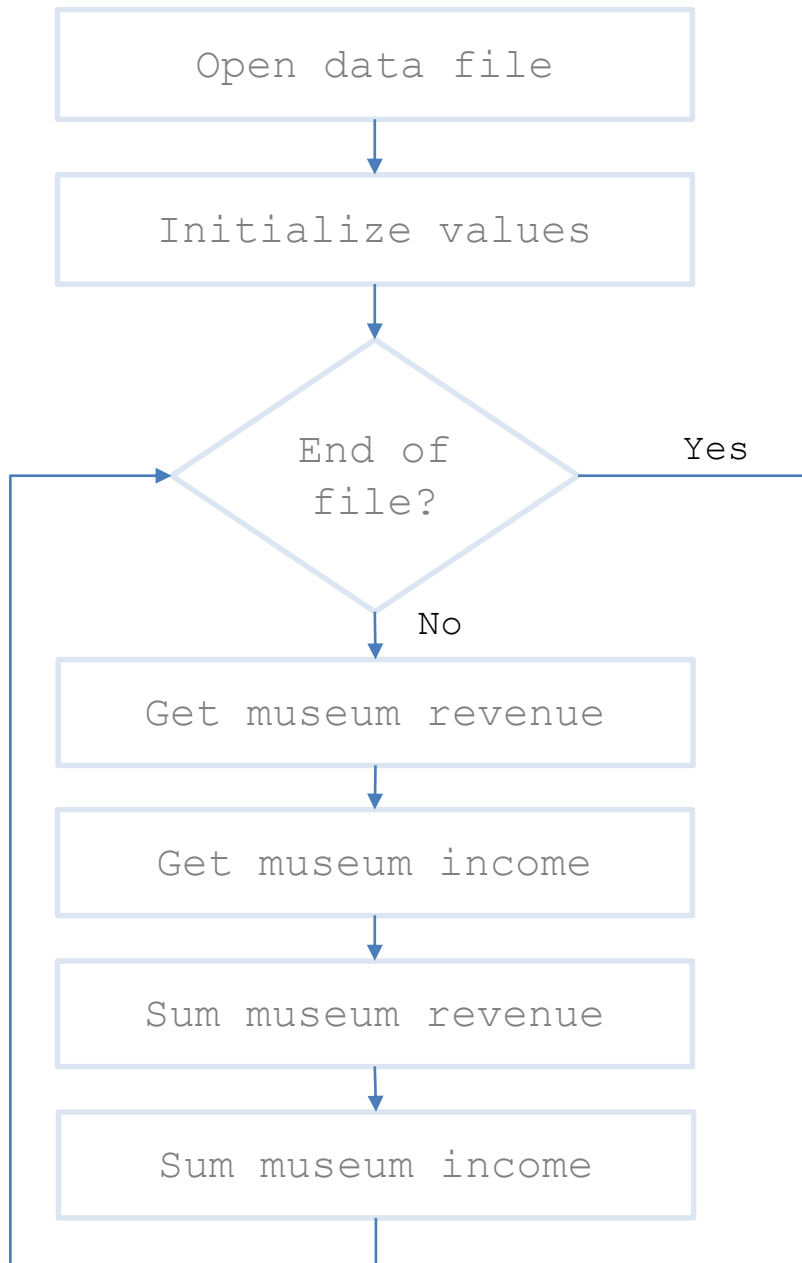 Open data file
Initialize values
End of
file?
Yes
No
Get museum revenue
Get museum income
Sum museum revenue
Sum museum income